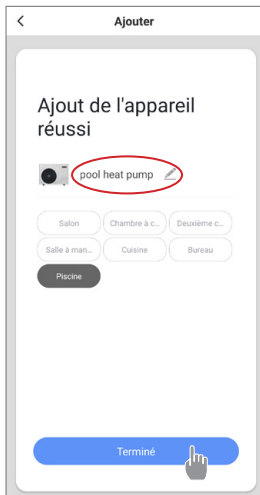 Ajouter
Ajout de l'appareil
réussi
pool heat pump
Salon Chambre à c... Deuxième c...
Salle à man... Cuisine Bureau
Piscine
Terminé